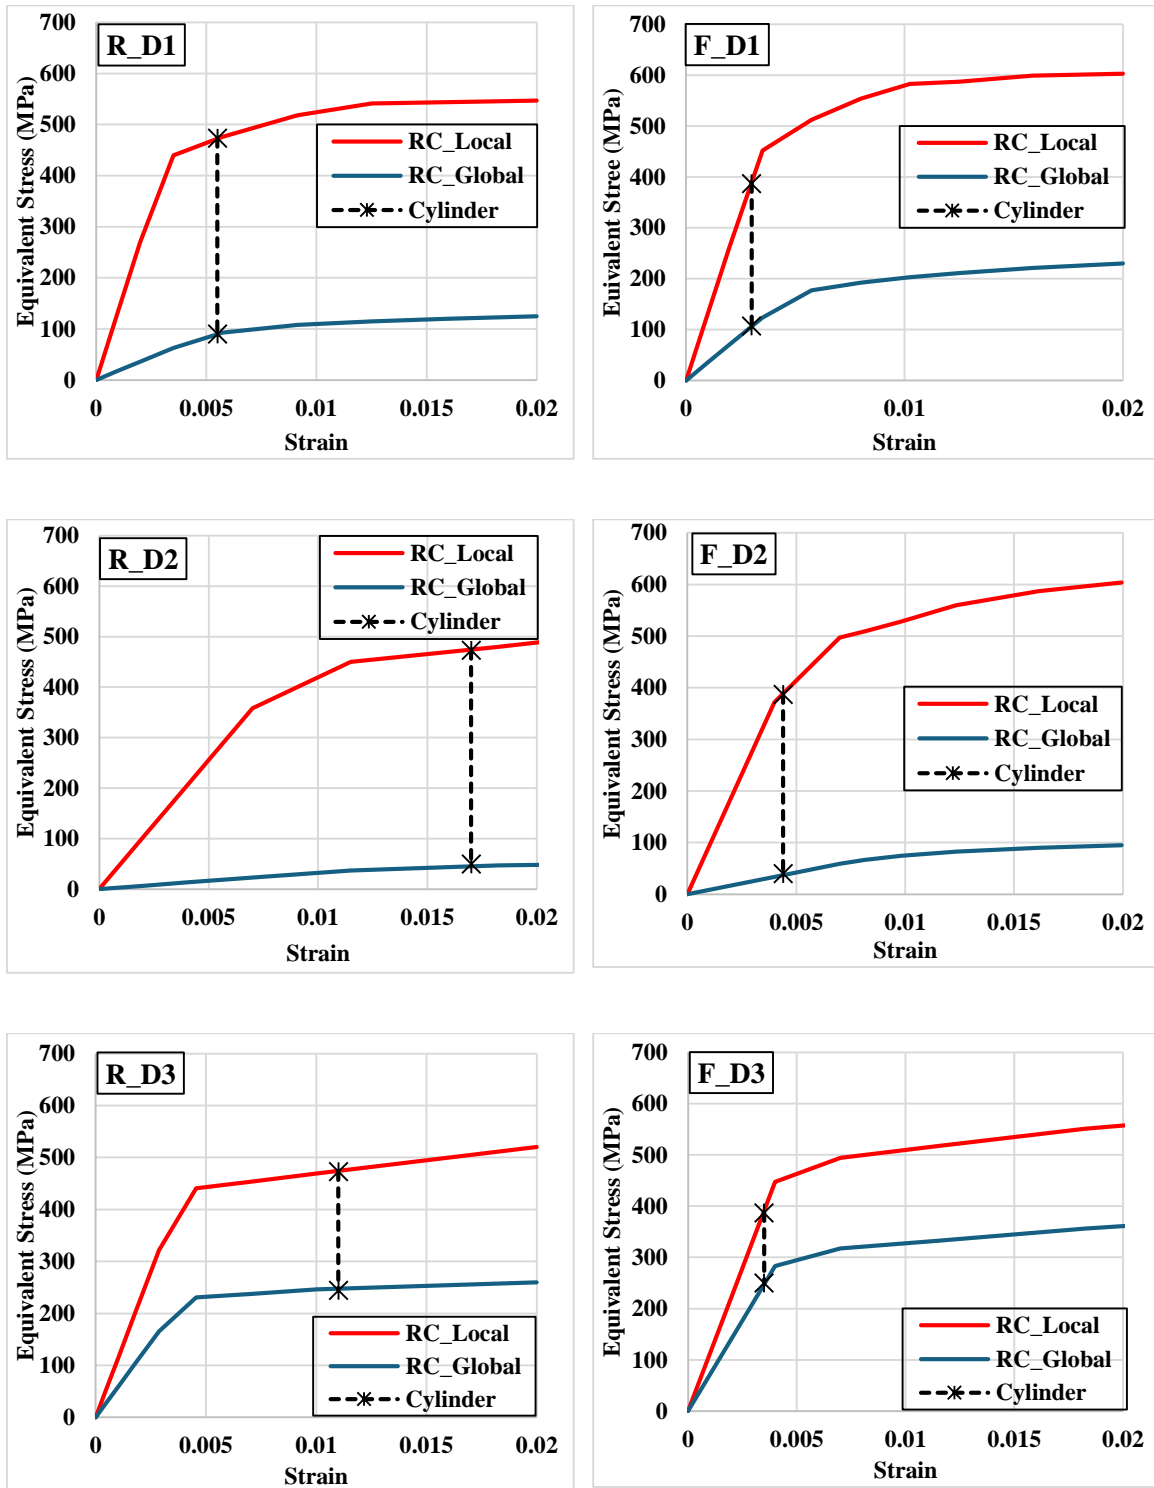 R_D1
700
600
500
400
300
200
100
0
Equivalent Stress (MPa)
RC_Local
RC_Global
Cylinder
0 0.005 0.01 0.015 0.02
Strain
F_D1
700
600
500
400
300
200
100
0
Euivalent Stree (MPa)
RC_Local
RC_Global
Cylinder
0 0.01 0.02
Strain
R_D2
700
600
500
400
300
200
100
0
Equivalent Stress (MPa)
RC_Local
RC_Global
Cylinder
0 0.005 0.01 0.015 0.02
Strain
F_D2
700
600
500
400
300
200
100
0
Equivalent Stress (MPa)
RC_Local
RC_Global
Cylinder
0 0.005 0.01 0.015 0.02
Strain
R_D3
700
600
500
400
300
200
100
0
Equivalent Stress (MPa)
RC_Local
RC_Global
Cylinder
0 0.005 0.01 0.015 0.02
Strain
F_D3
700
600
500
400
300
200
100
0
Equivalent Stress (MPa)
RC_Local
RC_Global
Cylinder
0 0.005 0.01 0.015 0.02
Strain